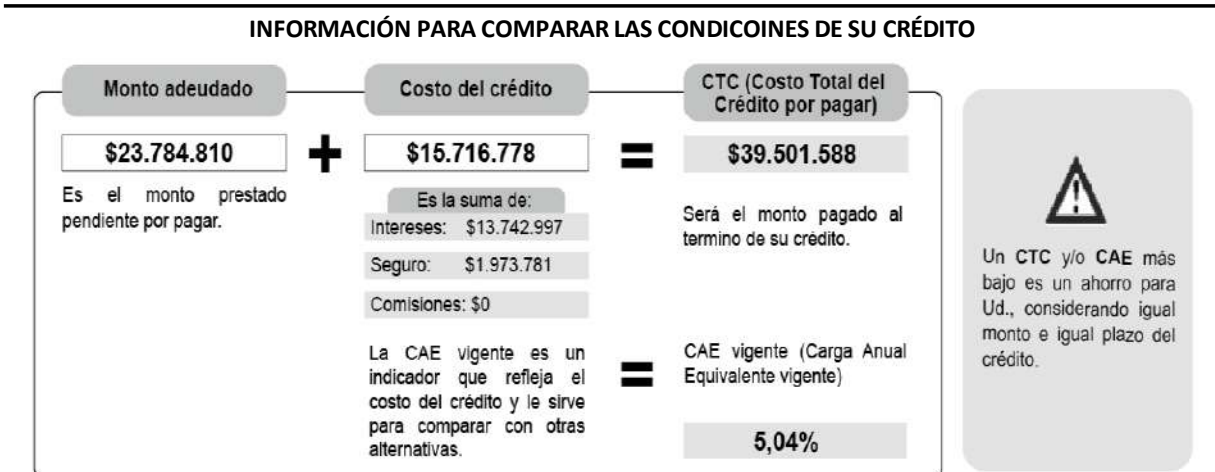 INFORMACIÓN PARA COMPARAR LAS CONDICOINES DE SU CRÉDITO
Monto adeudado
$23.784.810
Es el monto prestado
pendiente por pagar.
+
Costo del crédito
$15.716.778
Es la suma de:
Intereses: $13.742.997
Seguro: $1.973.781
Comisiones: $0
=
CTC (Costo Total del
Crédito por pagar)
$39.501.588
Será el monto pagado al
termino de su crédito.
La CAE vigente es un
indicador que refleja el
costo del crédito y le sirve
para comparar con otras
alternativas.
=
CAE vigente (Carga Anual
Equivalente vigente)
5,04%
Un CTC y/o CAE más
bajo es un ahorro para
Ud., considerando igual
monto e igual plazo del
crédito.